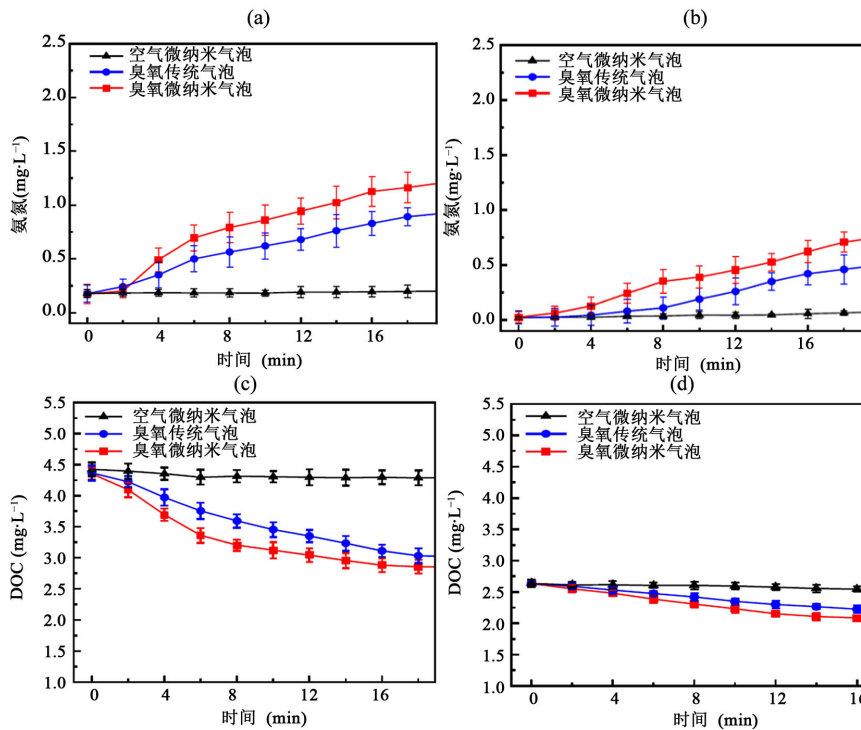 (a)
空气微纳米气泡
臭氧传统气泡
臭氧微纳米气泡
2.5
2.0
1.5
1.0
0.5
0.0
氨氮(mg·L⁻¹)
0 4 8 12 16
时间 (min)
(b)
空气微纳米气泡
臭氧传统气泡
臭氧微纳米气泡
2.5
2.0
1.5
1.0
0.5
0.0
氨氮(mg·L⁻¹)
0 4 8 12 16
时间 (min)
(c)
空气微纳米气泡
臭氧传统气泡
臭氧微纳米气泡
5.5
5.0
4.5
4.0
3.5
3.0
2.5
2.0
1.5
1.0
DOC (mg·L⁻¹)
0 4 8 12 16
时间 (min)
(d)
空气微纳米气泡
臭氧传统气泡
臭氧微纳米气泡
5.5
5.0
4.5
4.0
3.5
3.0
2.5
2.0
1.5
1.0
DOC (mg·L⁻¹)
0 4 8 12 16
时间 (min)